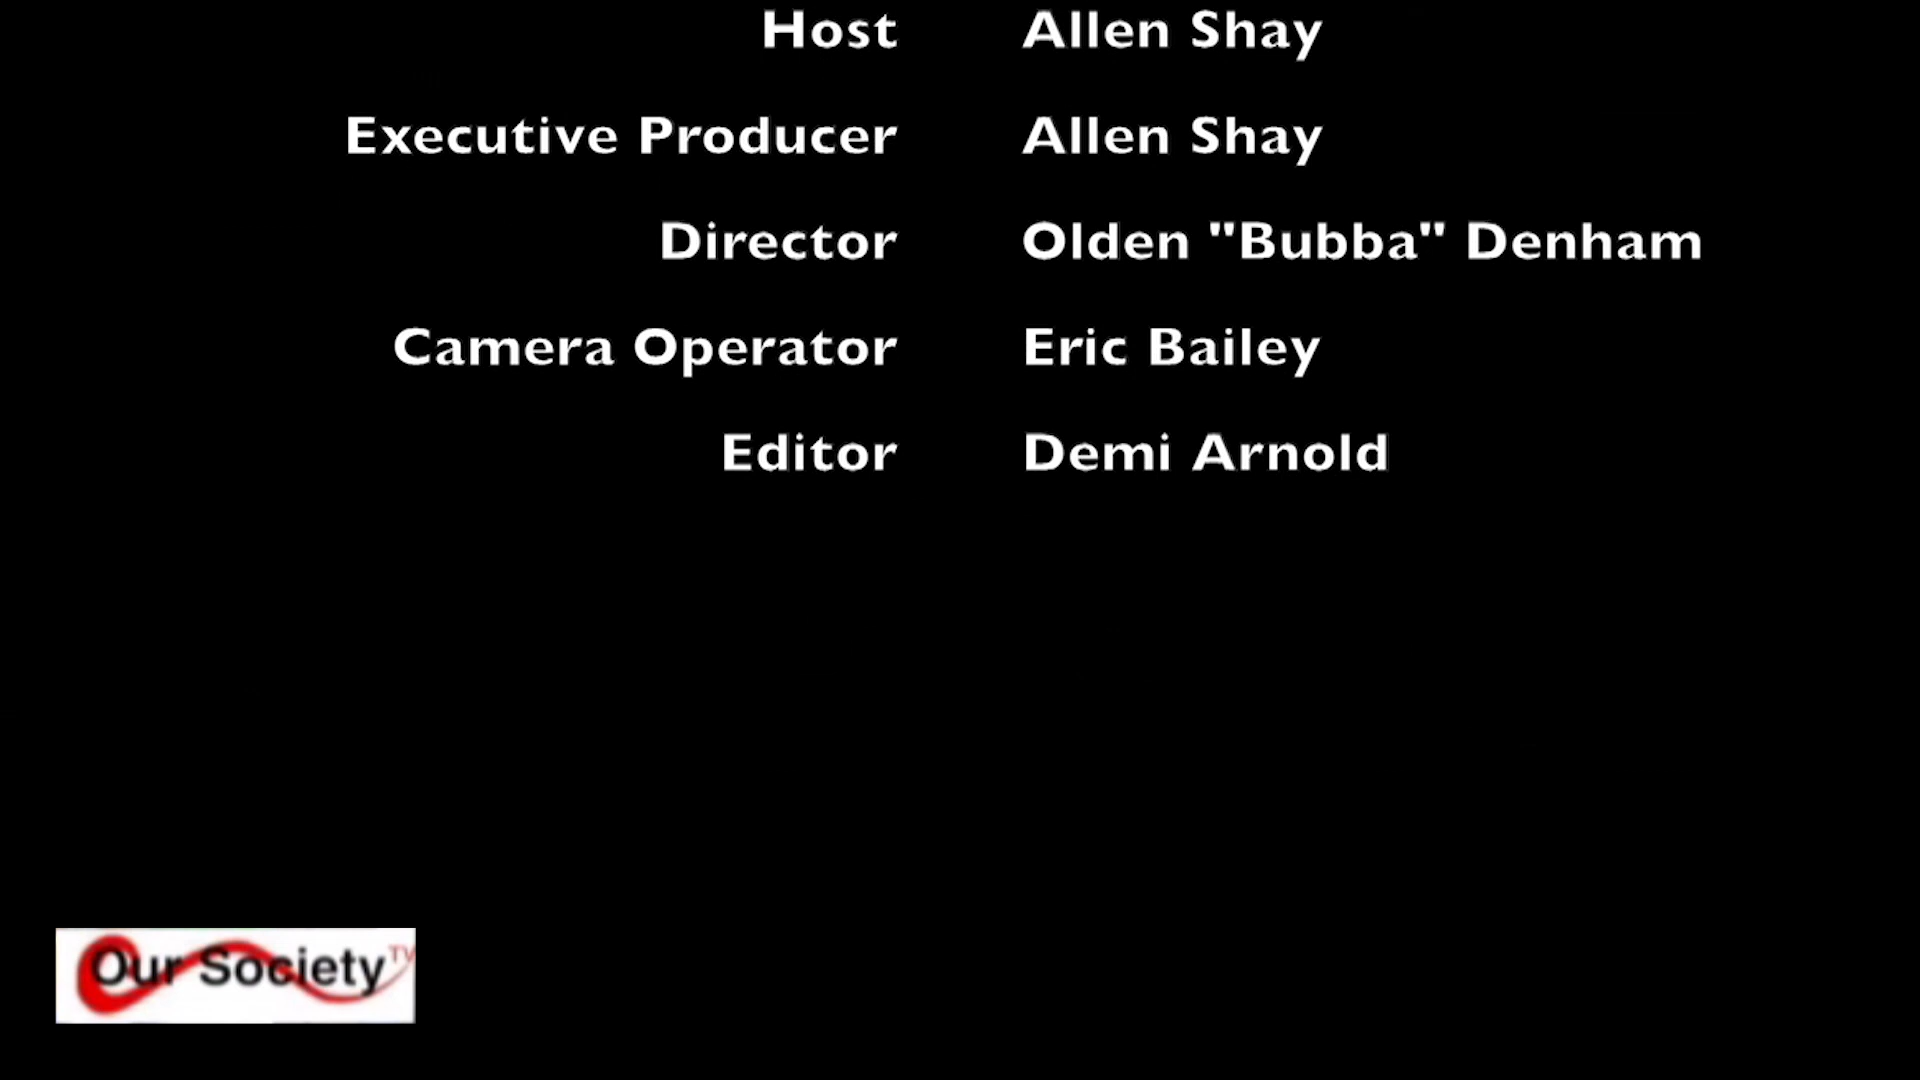 Host Allen Shay
Executive Producer Allen Shay
Director Olden "Bubba" Denham
Camera Operator Eric Bailey
Editor Demi Arnold
Our Society TV